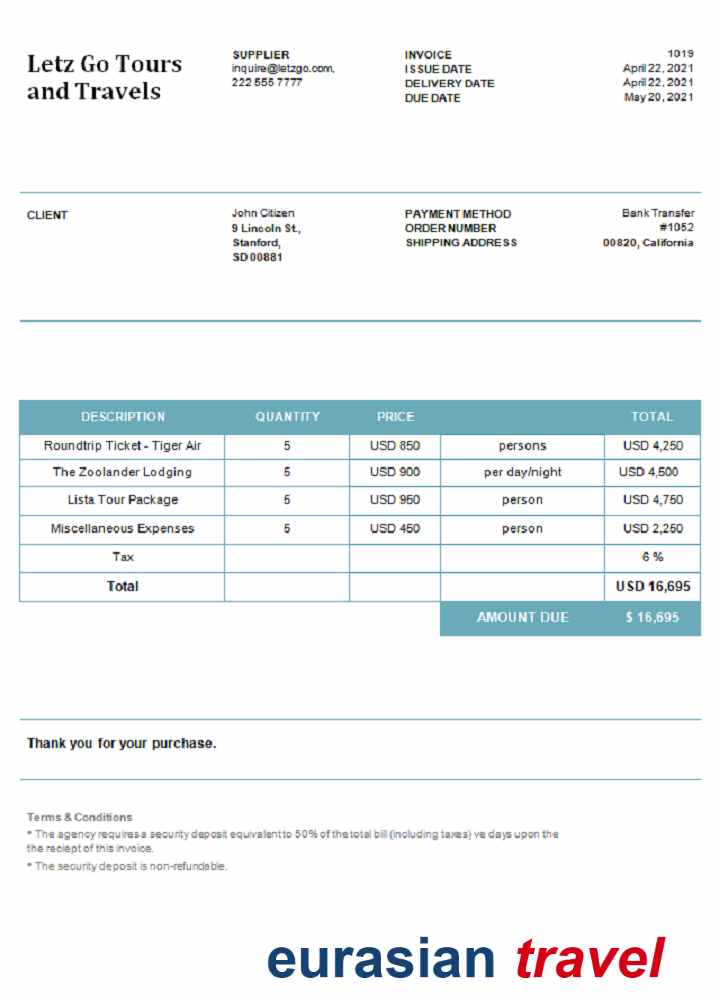 Letz Go Tours
and Travels
SUPPLIER
inquire@letzgo.com,
222 555 7777
INVOICE 1019
ISSUE DATE April 22, 2021
DELIVERY DATE April 22, 2021
DUE DATE May 20, 2021
CLIENT
John Citizen
9 Lincoln St.,
Stanford,
SD 00881
PAYMENT METHOD Bank Transfer
ORDER NUMBER #1052
SHIPPING ADDRESS 00820, California
DESCRIPTION QUANTITY PRICE TOTAL
Roundtrip Ticket - Tiger Air 5 USD 850 persons USD 4,250
The Zoolander Lodging 5 USD 900 per day/night USD 4,500
Lista Tour Package 5 USD 950 person USD 4,750
Miscellaneous Expenses 5 USD 450 person USD 2,250
Tax 6 %
Total USD 16,695
AMOUNT DUE $ 16,695
Thank you for your purchase.
Terms & Conditions
* The agency requires a security deposit equivalent to 50% of the total bill (including taxes) ve days upon the
the reciept of this invoice.
* The security deposit is non-refundable.
eurasian travel